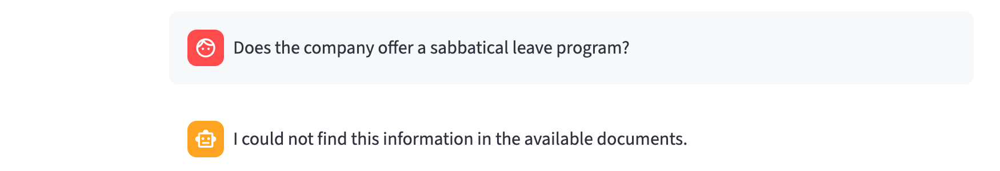 Does the company offer a sabbatical leave program?
I could not find this information in the available documents.